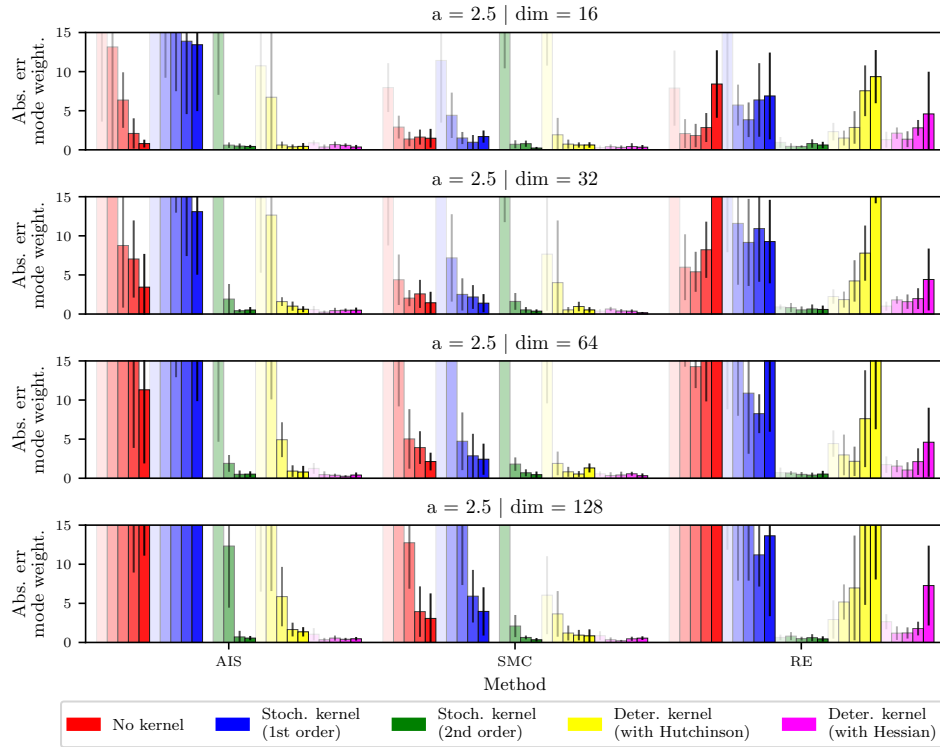 a = 2.5 | dim = 16
15
10
5
0
Abs. err
mode weight.
a = 2.5 | dim = 32
15
10
5
0
Abs. err
mode weight.
a = 2.5 | dim = 64
15
10
5
0
Abs. err
mode weight.
a = 2.5 | dim = 128
15
10
5
0
Abs. err
mode weight.
AIS SMC RE
Method
No kernel
Stoch. kernel
(1st order)
Stoch. kernel
(2nd order)
Deter. kernel
(with Hutchinson)
Deter. kernel
(with Hessian)